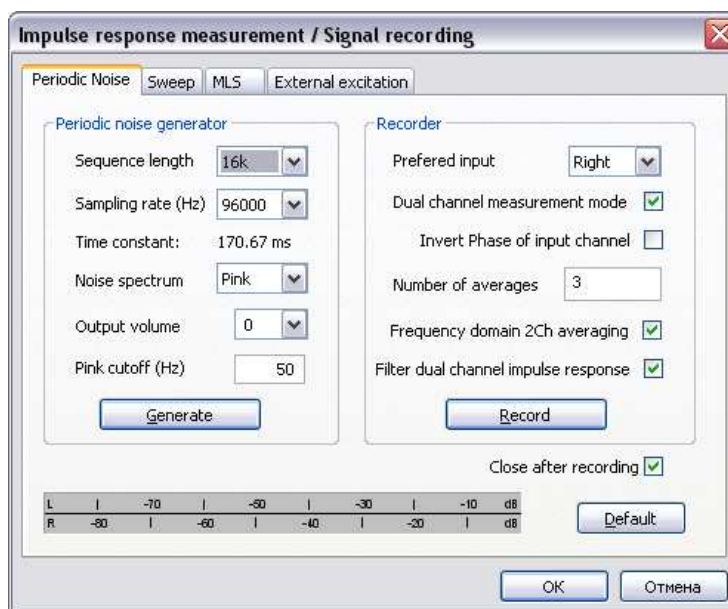 Impulse response measurement / Signal recording
Periodic Noise
Sweep
MLS
External excitation
Periodic noise generator
Sequence length
16k
Sampling rate (Hz)
96000
Time constant:
170.67 ms
Noise spectrum
Pink
Output volume
0
Pink cutoff (Hz)
50
Generate
Recorder
Prefered input
Right
Dual channel measurement mode
Invert Phase of input channel
Number of averages
3
Frequency domain 2Ch averaging
Filter dual channel impulse response
Record
Close after recording
L | -70 | -50 | -30 | -10 dB
R -80 | -60 | -40 | -20 | dB
Default
OK
Отмена